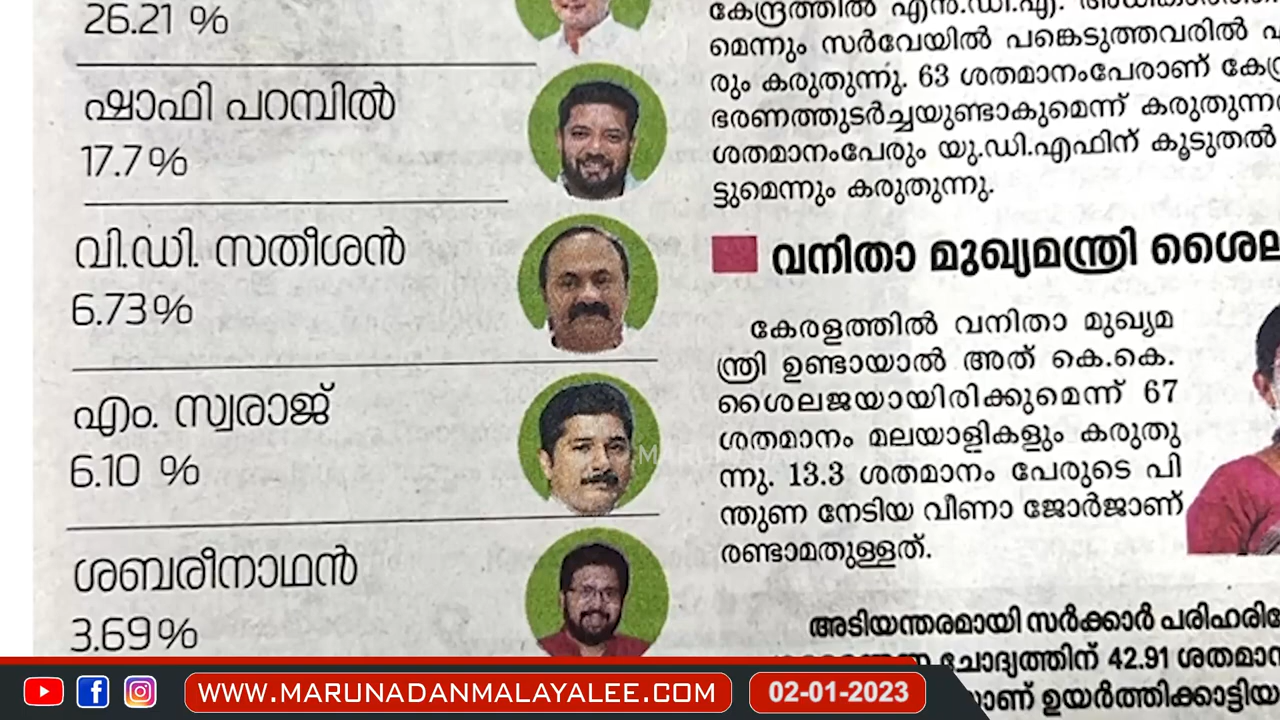 26.21 %
ഷാഫി പറമ്പിൽ
17.7%
വി.ഡി. സതീശൻ
6.73%
എം. സ്വരാജ്
6.10 %
ശബരീനാഥൻ
3.69%
കേന്ദ്രത്തിൽ എൻ.ഡി.എ.
മെന്നും സർവേയിൽ പങ്കെടുത്തവരിൽ
രും കരുതുന്നു. 63 ശതമാനംപേരാണ്
ഭരണത്തുടർച്ചയുണ്ടാകുമെന്ന്
ശതമാനംപേരും യു.ഡി.എഫിന് കൂടുതൽ
ട്ടുമെന്നും കരുതുന്നു.
വനിതാ മുഖ്യമന്ത്രി ശൈല
കേരളത്തിൽ വനിതാ മുഖ്യമ
ന്ത്രി ഉണ്ടായാൽ അത് കെ.കെ.
ശൈലജയായിരിക്കുമെന്ന് 67
ശതമാനം മലയാളികളും കരുതു
ന്നു. 13.3 ശതമാനം പേരുടെ പി
ന്തുണ നേടിയ വീണാ ജോർജാണ്
രണ്ടാമതുള്ളത്.
അടിയന്തരമായി സർക്കാർ
ചോദ്യത്തിന് 42.91
ഉയർത്തിക്കാട്ടിയ
WWW.MARUNADANMALAYALEE.COM
02-01-2023